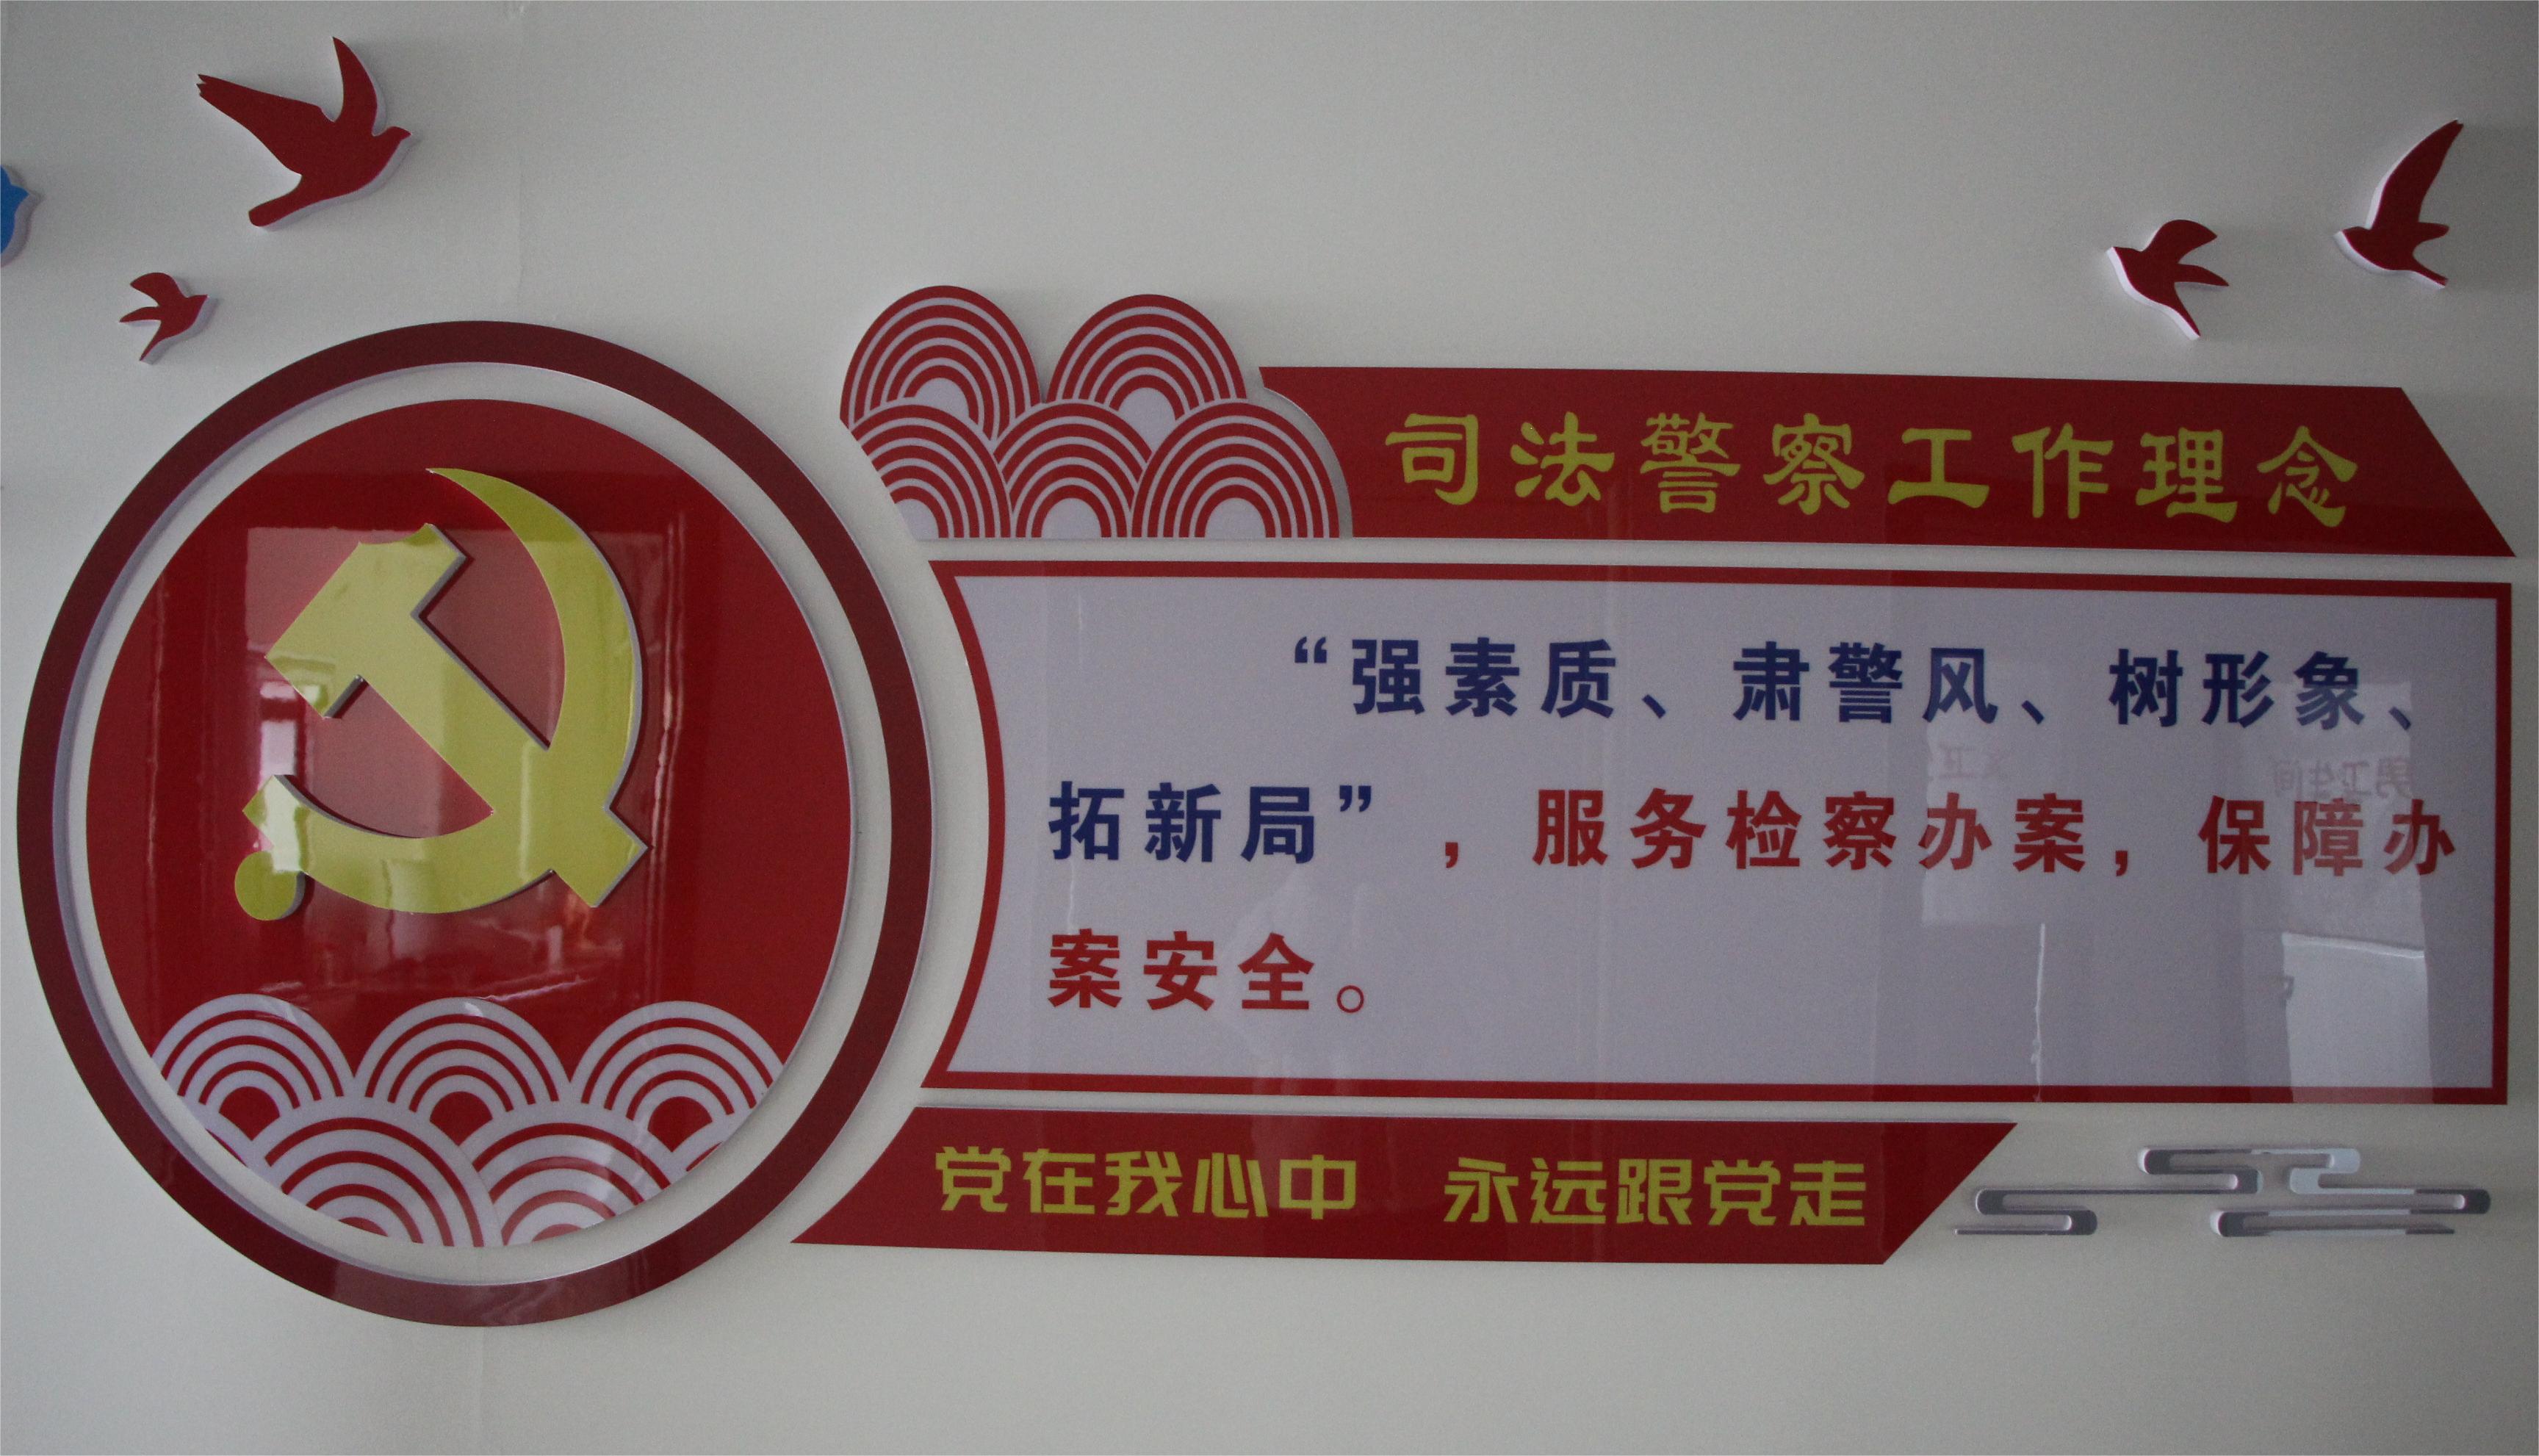 司法警察工作理念
“强素质、肃警风、树形象、
拓新局”，服务检察办案，保障办
案安全。
党在我心中 永远跟党走